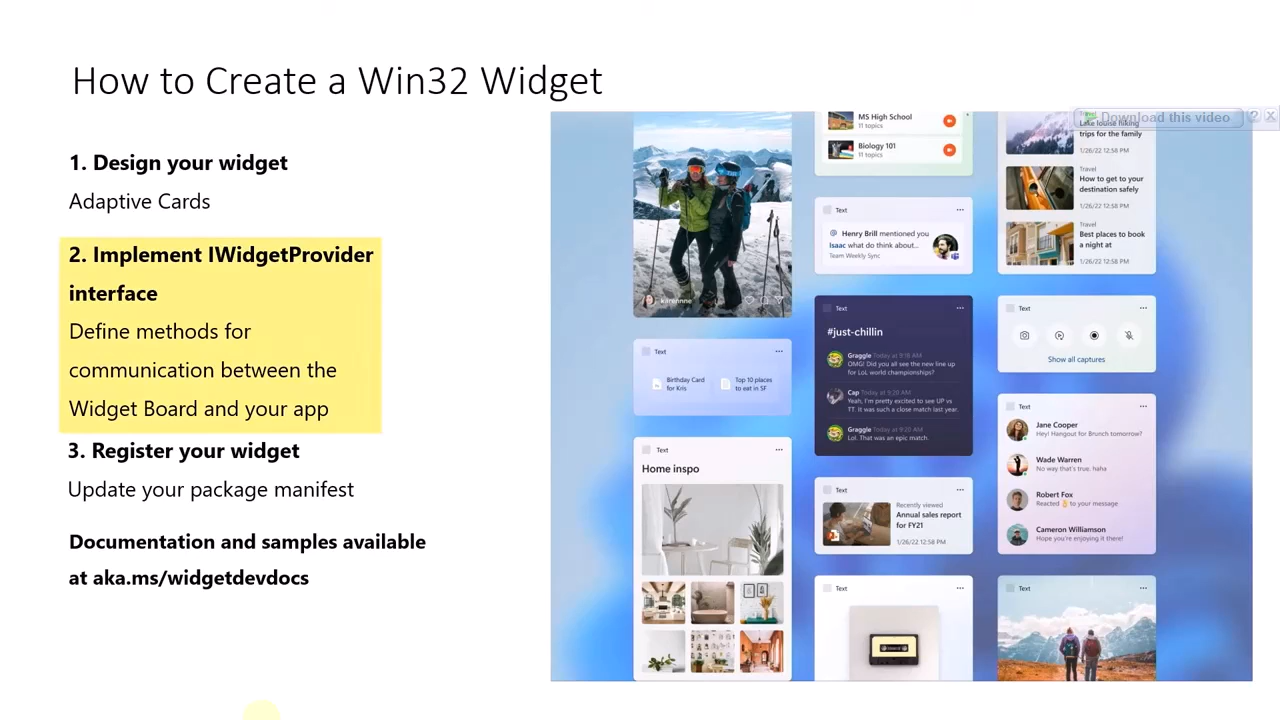 How to Create a Win32 Widget
1. Design your widget
Adaptive Cards
2. Implement IWidgetProvider
interface
Define methods for
communication between the
Widget Board and your app
3. Register your widget
Update your package manifest
Documentation and samples available
at aka.ms/widgetdevdocs
karennne
Text
Birthday Card
for Kris
Top 10 places
to eat in SF
Text
Home inspo
MS High School
11 topics
Biology 101
11 topics
Text
@ Henry Brill mentioned you
Isaac what do think about...
Team Weekly Sync
Text
#just-chillin
Graggle Today at 9:18 AM
OMG! Did you all see the new line up
for LoL world championships?
Cap Today at 9:20 AM
Yeah, I'm pretty excited to see UP vs
TT. It was such a close match last year.
Graggle Today at 9:20 AM
Lol. That was an epic match.
Text
Recently viewed
Annual sales report
for FY21
1/26/22 12:58 PM
Text
Download this video ? X
Travel
Lake louise hiking
trips for the family
1/26/22 12:58 PM
Travel
How to get to your
destination safely
1/26/22 12:58 PM
Travel
Best places to book
a night at
1/26/22 12:58 PM
Text
Show all captures
Text
Jane Cooper
Hey! Hangout for Brunch tomorrow?
Wade Warren
No way that's true. haha
Robert Fox
Reacted 👌 to your message
Cameron Williamson
Hope you're enjoying it there!
Text